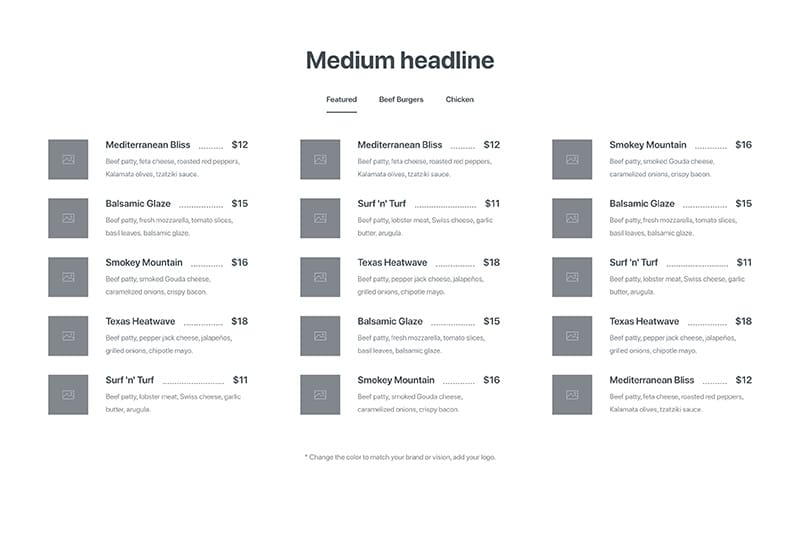 Medium headline
Featured Beef Burgers Chicken
Mediterranean Bliss $12
Beef patty, feta cheese, roasted red peppers,
Kalamata olives, tzatziki sauce.
Balsamic Glaze $15
Beef patty, fresh mozzarella, tomato slices,
basil leaves, balsamic glaze.
Smokey Mountain $16
Beef patty, smoked Gouda cheese,
caramelized onions, crispy bacon.
Texas Heatwave $18
Beef patty, pepper jack cheese, jalapeños,
grilled onions, chipotle mayo.
Surf 'n' Turf $11
Beef patty, lobster meat, Swiss cheese, garlic
butter, arugula.
Mediterranean Bliss $12
Beef patty, feta cheese, roasted red peppers,
Kalamata olives, tzatziki sauce.
Surf 'n' Turf $11
Beef patty, lobster meat, Swiss cheese, garlic
butter, arugula.
Texas Heatwave $18
Beef patty, pepper jack cheese, jalapeños,
grilled onions, chipotle mayo.
Balsamic Glaze $15
Beef patty, fresh mozzarella, tomato slices,
basil leaves, balsamic glaze.
Smokey Mountain $16
Beef patty, smoked Gouda cheese,
caramelized onions, crispy bacon.
Smokey Mountain $16
Beef patty, smoked Gouda cheese,
caramelized onions, crispy bacon.
Balsamic Glaze $15
Beef patty, fresh mozzarella, tomato slices,
basil leaves, balsamic glaze.
Surf 'n' Turf $11
Beef patty, lobster meat, Swiss cheese, garlic
butter, arugula.
Texas Heatwave $18
Beef patty, pepper jack cheese, jalapeños,
grilled onions, chipotle mayo.
Mediterranean Bliss $12
Beef patty, feta cheese, roasted red peppers,
Kalamata olives, tzatziki sauce.
* Change the color to match your brand or vision, add your logo.